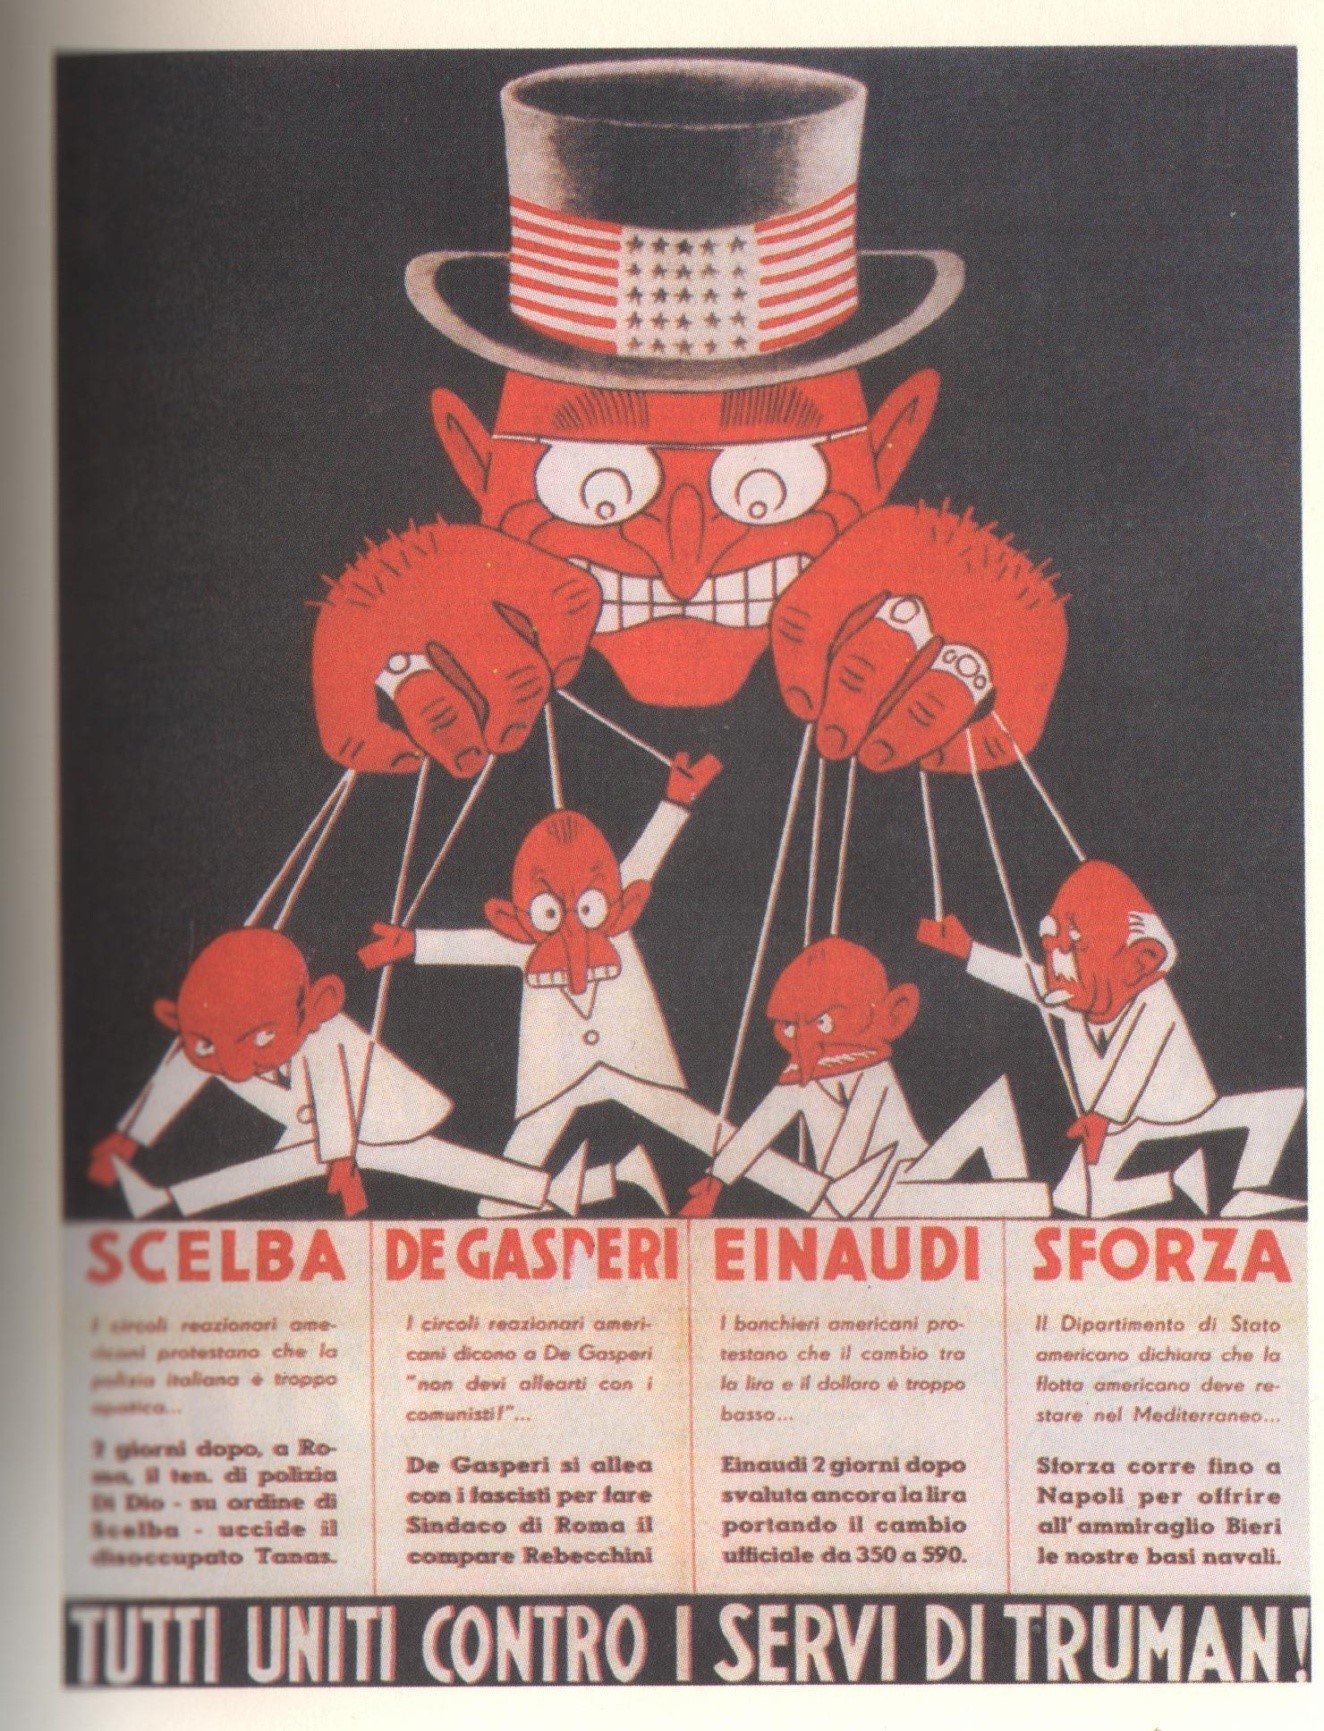 SCELBA
I circoli reazionari ame-
ricani protestano che la
polizia italiana è troppo
apatica...
2 giorni dopo, a Ro-
ma, il ten. di polizia
Di Dio - su ordine di
Scelba - uccide il
disoccupato Tanas.
DE GASPERI
I circoli reazionari ameri-
cani dicono a De Gasperi
"non devi allearti con i
comunisti!"...
De Gasperi si allea
con i fascisti per fare
Sindaco di Roma il
compare Rebecchini
EINAUDI
I banchieri americani pro-
testano che il cambio tra
la lira e il dollaro è troppo
basso...
Einaudi 2 giorni dopo
svaluta ancora la lira
portando il cambio
ufficiale da 350 a 590.
SFORZA
Il Dipartimento di Stato
americano dichiara che la
flotta americana deve re-
stare nel Mediterraneo...
Sforza corre fino a
Napoli per offrire
all'ammiraglio Bieri
le nostre basi navali.
TUTTI UNITI CONTRO I SERVI DI TRUMAN!